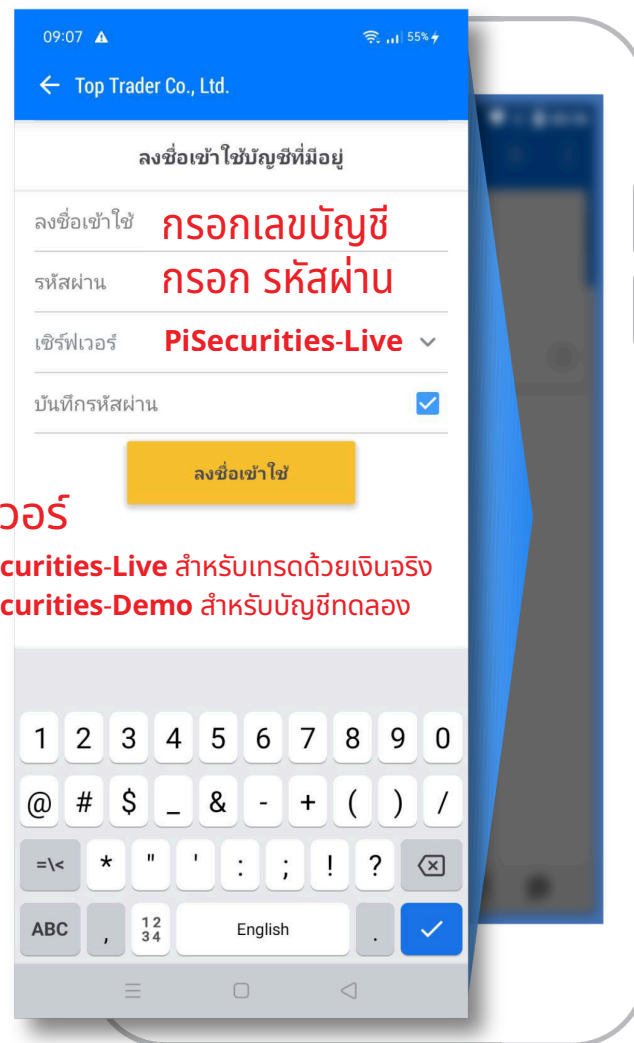 09:07 55%
Top Trader Co., Ltd.
ลงชื่อเข้าใช้บัญชีที่มีอยู่
ลงชื่อเข้าใช้ กรอกเลขบัญชี
รหัสผ่าน กรอก รหัสผ่าน
เซิร์ฟเวอร์ PiSecurities-Live
บันทึกรหัสผ่าน
ลงชื่อเข้าใช้
วอร์
curities-Live สำหรับเทรดด้วยเงินจริง
curities-Demo สำหรับบัญชีทดลอง
1 2 3 4 5 6 7 8 9 0
@ # $ _ & - + ( ) /
=\< * " ' : ; ! ?
ABC , 1234 English .